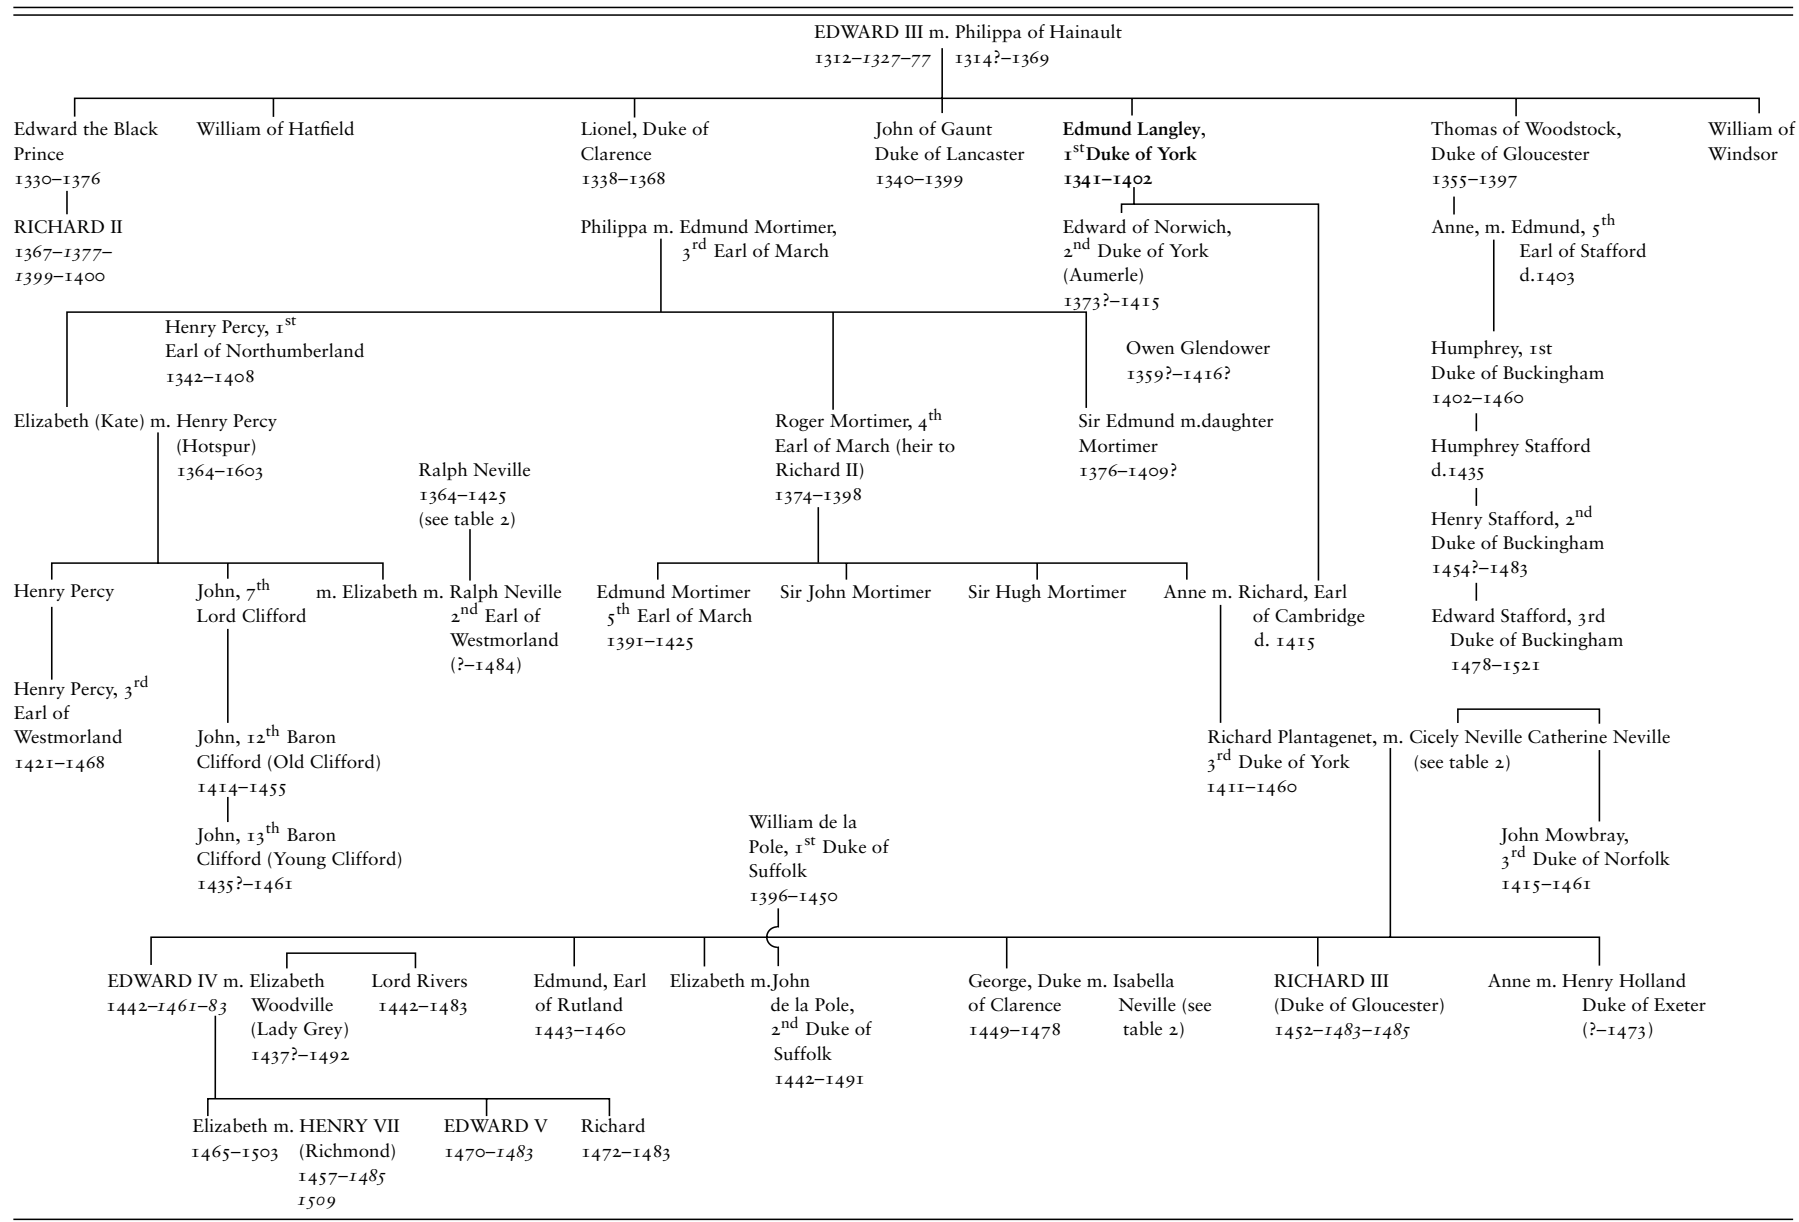 EDWARD III m. Philippa of Hainault
1312–1327–77 1314?–1369
Edward the Black
Prince
1330–1376
William of Hatfield
Lionel, Duke of
Clarence
1338–1368
John of Gaunt
Duke of Lancaster
1340–1399
Edmund Langley,
1st Duke of York
1341–1402
Thomas of Woodstock,
Duke of Gloucester
1355–1397
William of
Windsor
RICHARD II
1367–1377–
1399–1400
Philippa m. Edmund Mortimer,
3rd Earl of March
Edward of Norwich,
2nd Duke of York
(Aumerle)
1373?–1415
Anne, m. Edmund, 5th
Earl of Stafford
d.1403
Henry Percy, 1st
Earl of Northumberland
1342–1408
Owen Glendower
1359?–1416?
Humphrey, 1st
Duke of Buckingham
1402–1460
Elizabeth (Kate) m. Henry Percy
(Hotspur)
1364–1603
Ralph Neville
1364–1425
(see table 2)
Roger Mortimer, 4th
Earl of March (heir to
Richard II)
1374–1398
Sir Edmund m.daughter
Mortimer
1376–1409?
Humphrey Stafford
d.1435
Henry Stafford, 2nd
Duke of Buckingham
1454?–1483
Henry Percy
John, 7th
Lord Clifford
m. Elizabeth m. Ralph Neville
2nd Earl of
Westmorland
(?–1484)
Edmund Mortimer
5th Earl of March
1391–1425
Sir John Mortimer
Sir Hugh Mortimer
Anne m. Richard, Earl
of Cambridge
d. 1415
Edward Stafford, 3rd
Duke of Buckingham
1478–1521
Henry Percy, 3rd
Earl of
Westmorland
1421–1468
John, 12th Baron
Clifford (Old Clifford)
1414–1455
Richard Plantagenet, m. Cicely Neville Catherine Neville
3rd Duke of York (see table 2)
1411–1460
John, 13th Baron
Clifford (Young Clifford)
1435?–1461
William de la
Pole, 1st Duke of
Suffolk
1396–1450
John Mowbray,
3rd Duke of Norfolk
1415–1461
EDWARD IV m. Elizabeth
1442–1461–83 Woodville
(Lady Grey)
1437?–1492
Lord Rivers
1442–1483
Edmund, Earl
of Rutland
1443–1460
Elizabeth m.John
de la Pole,
2nd Duke of
Suffolk
1442–1491
George, Duke m. Isabella
of Clarence Neville (see
1449–1478 table 2)
RICHARD III
(Duke of Gloucester)
1452–1483–1485
Anne m. Henry Holland
Duke of Exeter
(?–1473)
Elizabeth m. HENRY VII
1465–1503 (Richmond)
1457–1485
1509
EDWARD V
1470–1483
Richard
1472–1483